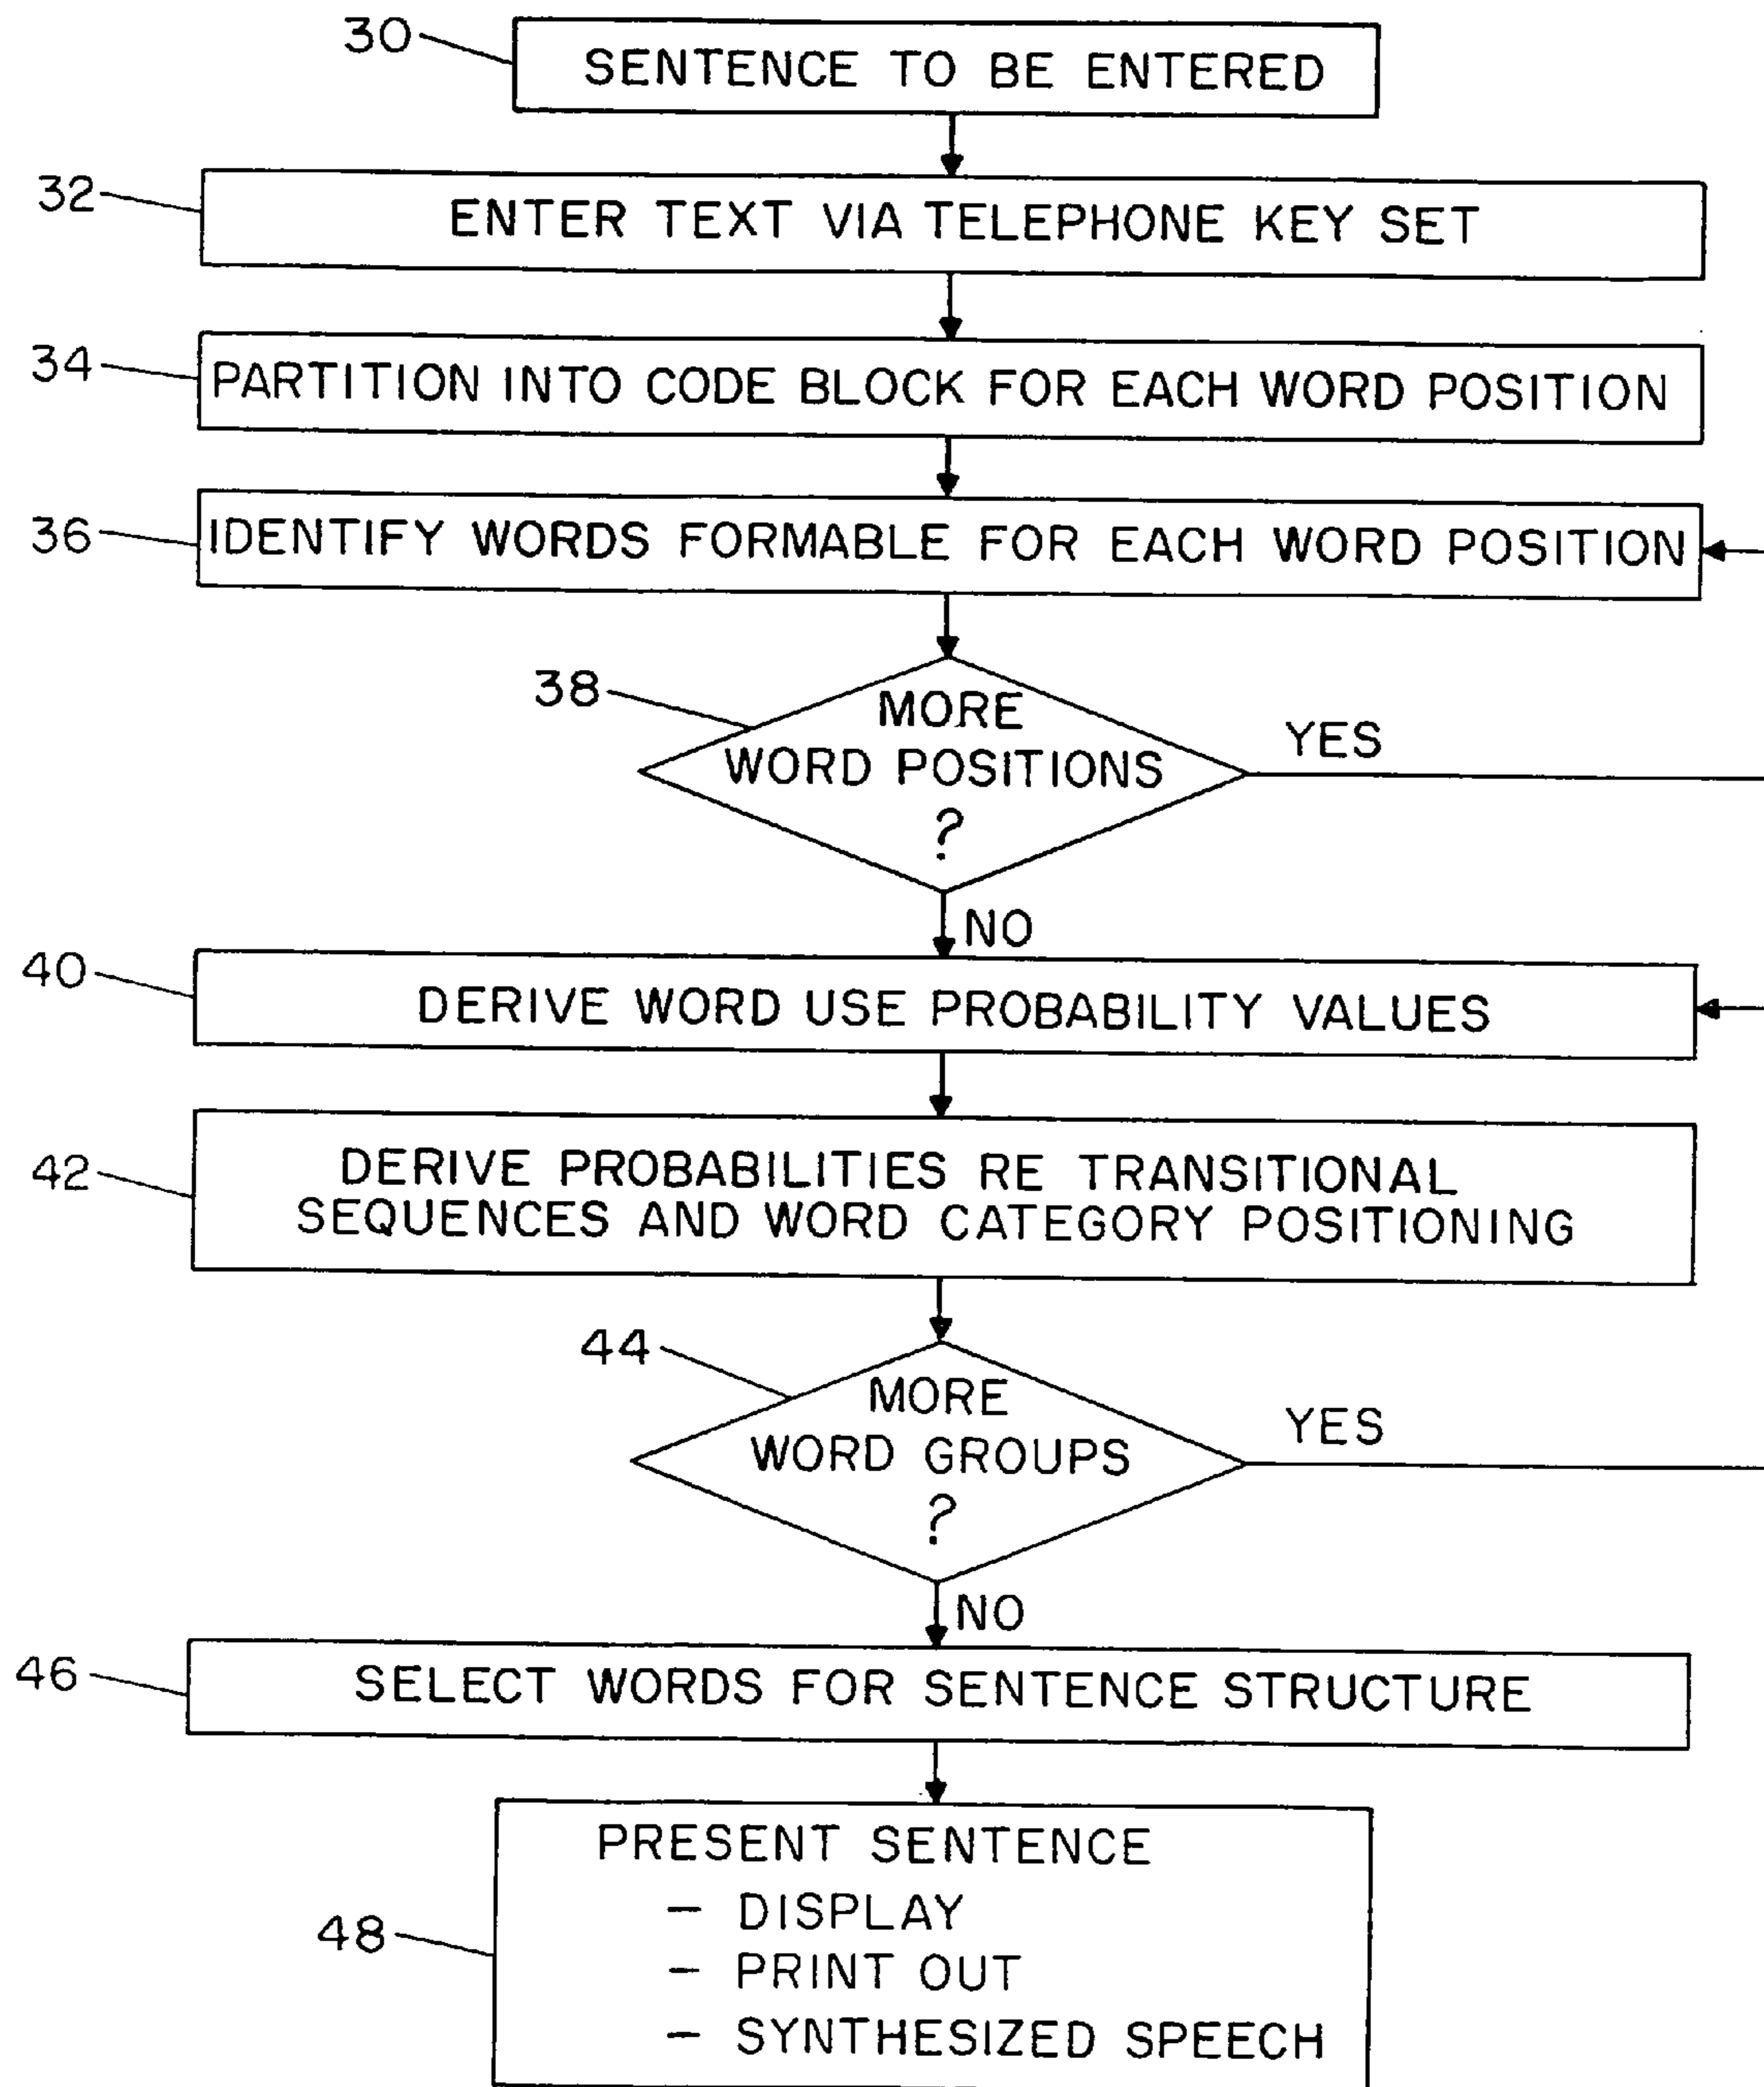 30
SENTENCE TO BE ENTERED
32
ENTER TEXT VIA TELEPHONE KEY SET
34
PARTITION INTO CODE BLOCK FOR EACH WORD POSITION
36
IDENTIFY WORDS FORMABLE FOR EACH WORD POSITION
38
MORE
WORD POSITIONS
?
YES
NO
40
DERIVE WORD USE PROBABILITY VALUES
42
DERIVE PROBABILITIES RE TRANSITIONAL
SEQUENCES AND WORD CATEGORY POSITIONING
44
MORE
WORD GROUPS
?
YES
NO
46
SELECT WORDS FOR SENTENCE STRUCTURE
48
PRESENT SENTENCE
– DISPLAY
– PRINT OUT
– SYNTHESIZED SPEECH